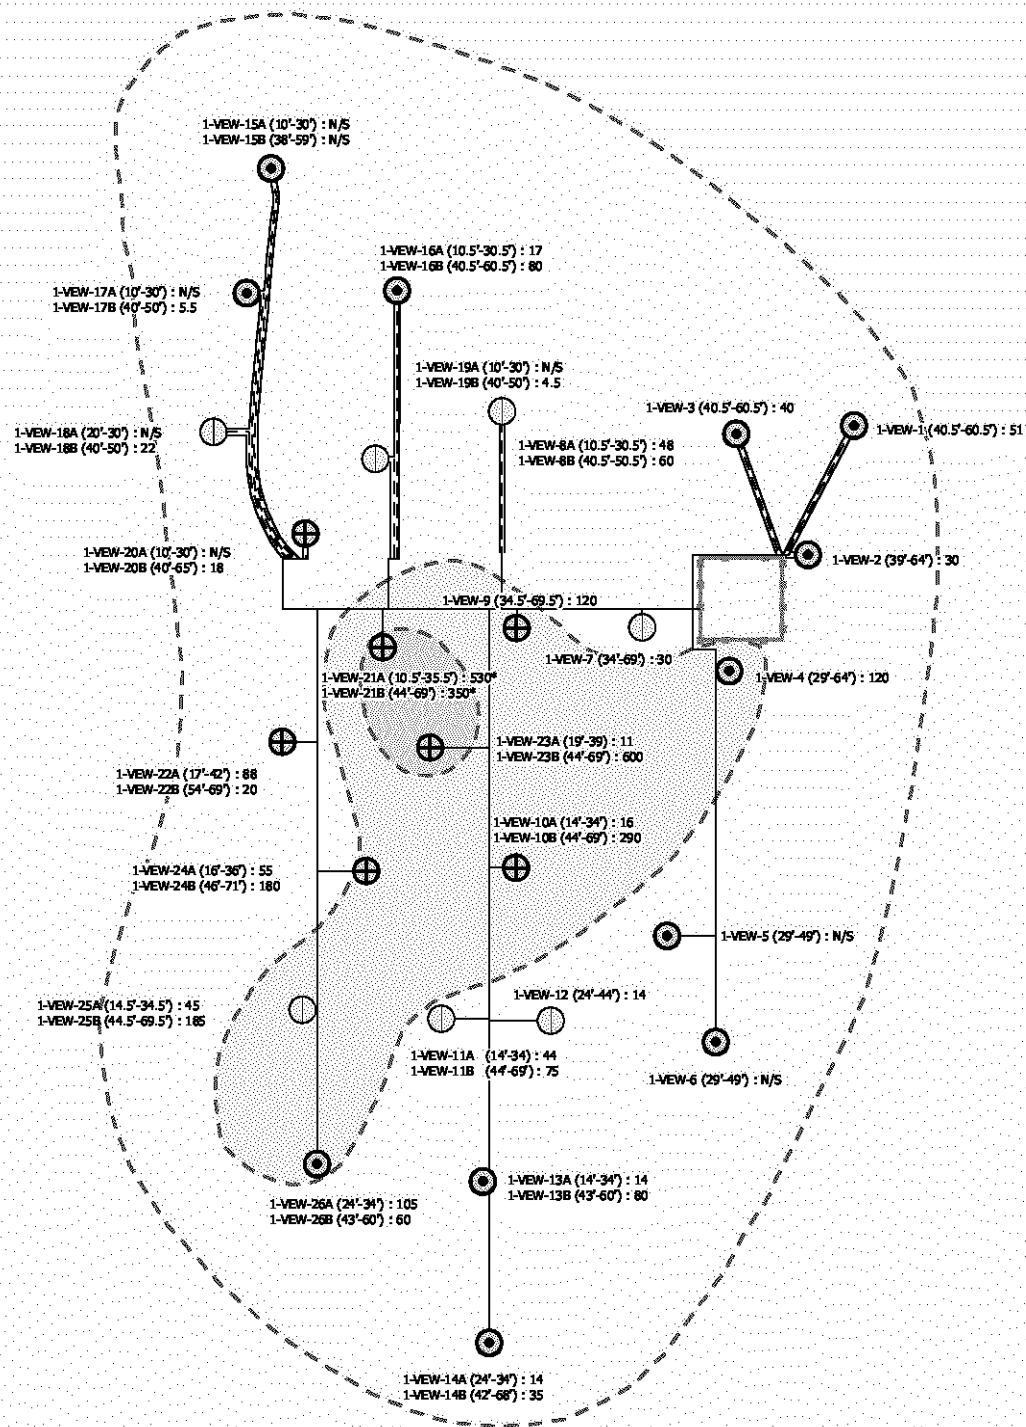 1-VEW-15A (10'-30') : N/S
1-VEW-15B (38'-59') : N/S
1-VEW-16A (10.5'-30.5') : 17
1-VEW-16B (40.5'-60.5') : 80
1-VEW-17A (10'-30') : N/S
1-VEW-17B (40'-50') : 5.5
1-VEW-19A (10'-30') : N/S
1-VEW-19B (40'-50') : 4.5
1-VEW-3 (40.5'-60.5') : 40
1-VEW-1 (40.5'-60.5') : 51
1-VEW-18A (20'-30') : N/S
1-VEW-18B (40'-50') : 22
1-VEW-8A (10.5'-30.5') : 48
1-VEW-8B (40.5'-50.5') : 60
1-VEW-20A (10'-30') : N/S
1-VEW-20B (40'-65') : 18
1-VEW-2 (39'-64') : 30
1-VEW-9 (34.5'-69.5') : 120
1-VEW-7 (34'-69') : 30
1-VEW-21A (10.5'-35.5') : 530*
1-VEW-21B (44'-69') : 350*
1-VEW-4 (29'-64') : 120
1-VEW-23A (19'-39) : 11
1-VEW-23B (44'-69') : 600
1-VEW-22A (17'-42') : 88
1-VEW-22B (54'-69') : 20
1-VEW-10A (14'-34') : 16
1-VEW-10B (44'-69') : 290
1-VEW-24A (16'-36') : 55
1-VEW-24B (46'-71') : 180
1-VEW-5 (29'-49') : N/S
1-VEW-12 (24'-44') : 14
1-VEW-25A (14.5'-34.5') : 45
1-VEW-25B (44.5'-69.5') : 185
1-VEW-11A (14'-34) : 44
1-VEW-11B (44'-69') : 75
1-VEW-6 (29'-49') : N/S
1-VEW-13A (14'-34') : 14
1-VEW-13B (43'-60') : 80
1-VEW-26A (24'-34') : 105
1-VEW-26B (43'-60') : 60
1-VEW-14A (24'-34') : 14
1-VEW-14B (42'-68') : 35